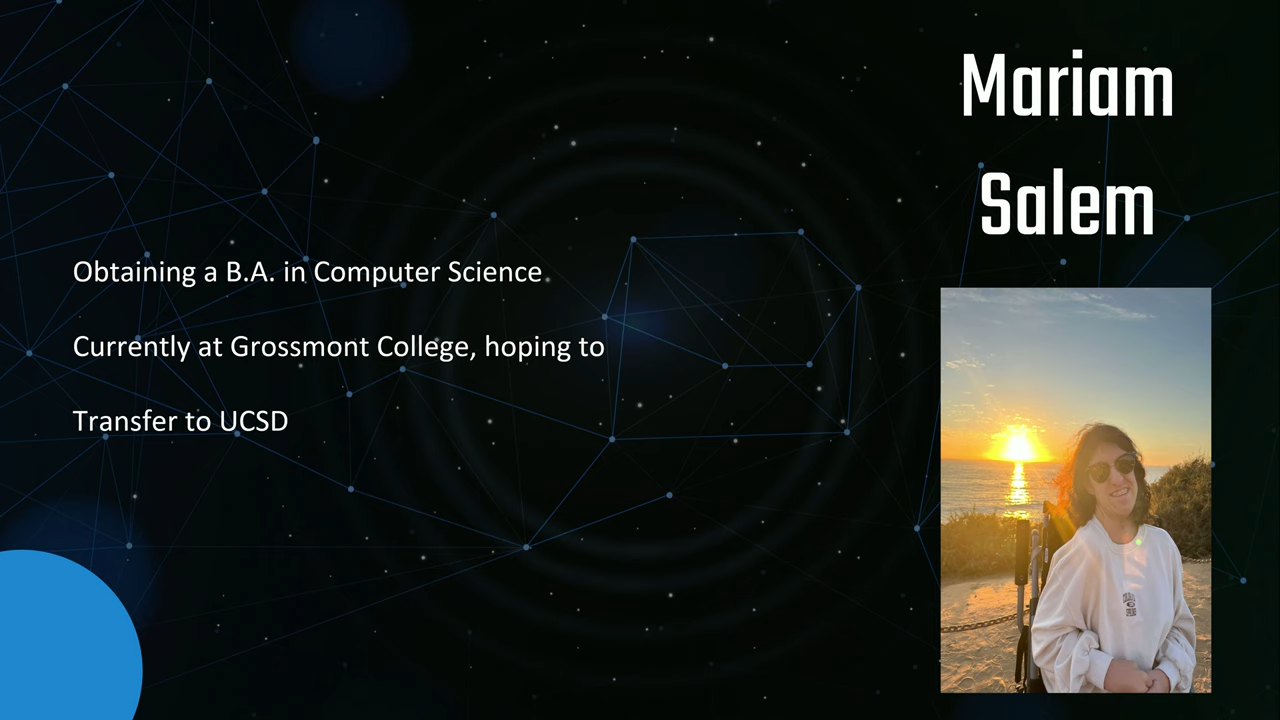 Mariam
Salem
Obtaining a B.A. in Computer Science
Currently at Grossmont College, hoping to
Transfer to UCSD